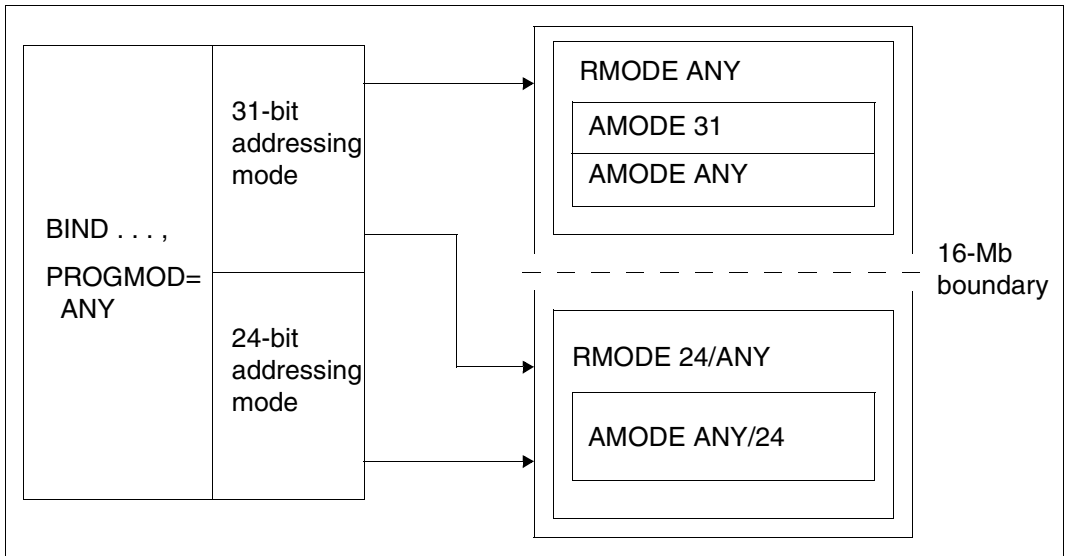 BIND . . . ,
PROGMOD=
ANY
31-bit
addressing
mode
24-bit
addressing
mode
RMODE ANY
AMODE 31
AMODE ANY
16-Mb
boundary
RMODE 24/ANY
AMODE ANY/24